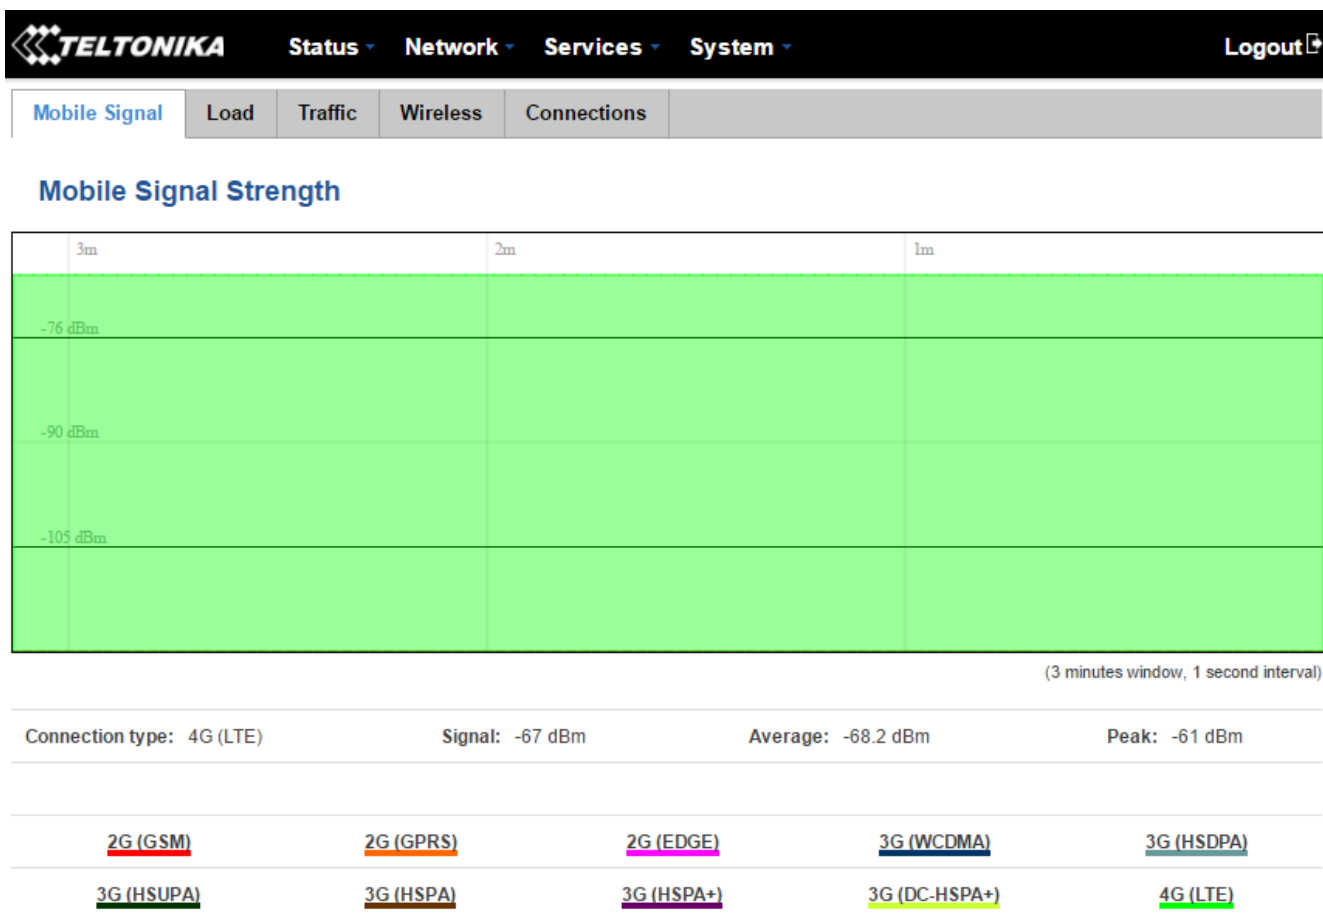 TELTONIKA Status Network Services System Logout
Mobile Signal Load Traffic Wireless Connections
Mobile Signal Strength
3m 2m 1m
-76 dBm
-90 dBm
-105 dBm
(3 minutes window, 1 second interval)
Connection type: 4G (LTE) Signal: -67 dBm Average: -68.2 dBm Peak: -61 dBm
2G (GSM) 2G (GPRS) 2G (EDGE) 3G (WCDMA) 3G (HSDPA)
3G (HSUPA) 3G (HSPA) 3G (HSPA+) 3G (DC-HSPA+) 4G (LTE)